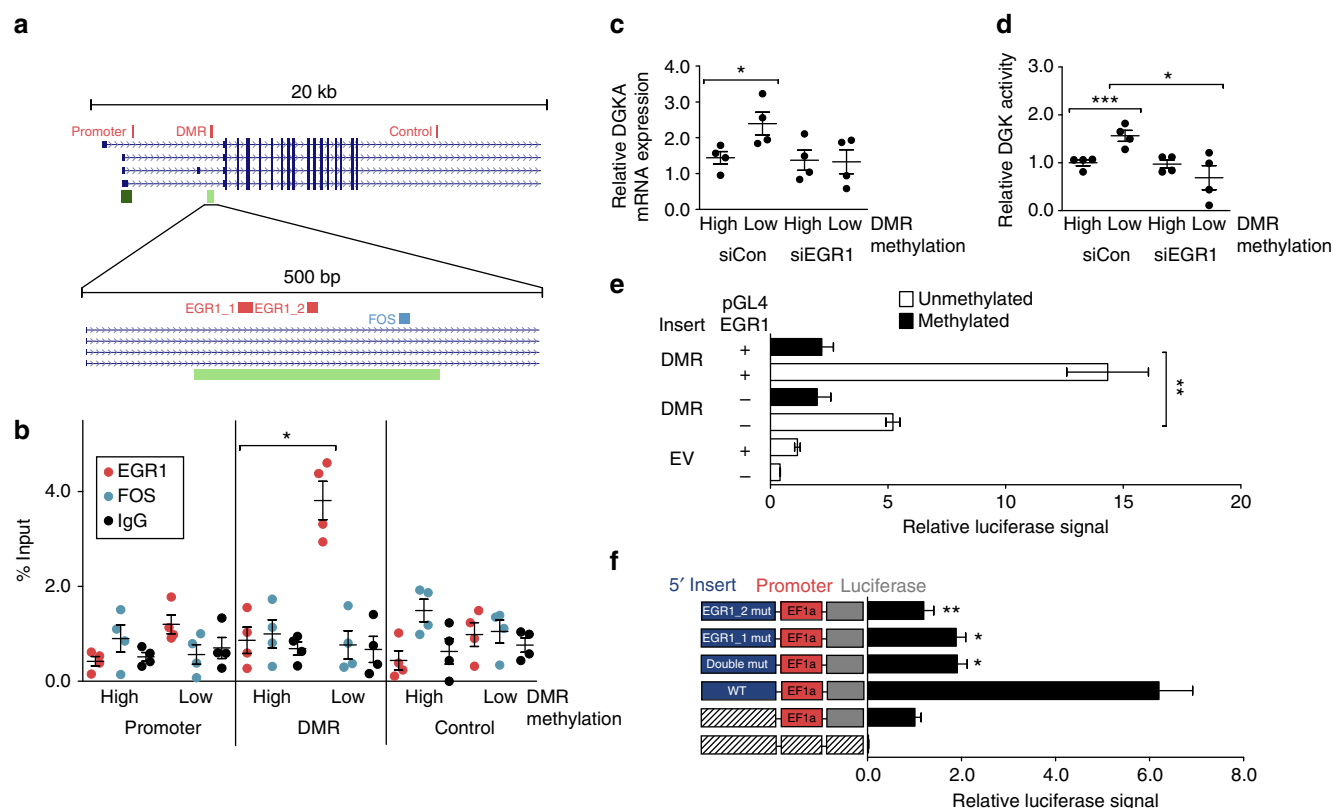 a
20 kb
Promoter
DMR
Control
500 bp
EGR1_1
EGR1_2
FOS
b
EGR1
FOS
IgG
*
% Input
4.0
2.0
0.0
High
Low
High
Low
High
Low
DMR
methylation
Promoter
DMR
Control
c
Relative DGKA
mRNA expression
4.0
3.0
2.0
1.0
0.0
*
High Low High Low DMR
methylation
siCon siEGR1
d
Relative DGK activity
3.0
2.0
1.0
0.0
***
*
High Low High Low DMR
methylation
siCon siEGR1
e
Insert
pGL4
EGR1
Unmethylated
Methylated
DMR
+
+
DMR
−
−
EV
+
−
**
0 5 10 15 20
Relative luciferase signal
f
5′ Insert Promoter Luciferase
EGR1_2 mut EF1a **
EGR1_1 mut EF1a *
Double mut EF1a *
WT EF1a
EF1a
0.0 2.0 4.0 6.0 8.0
Relative luciferase signal